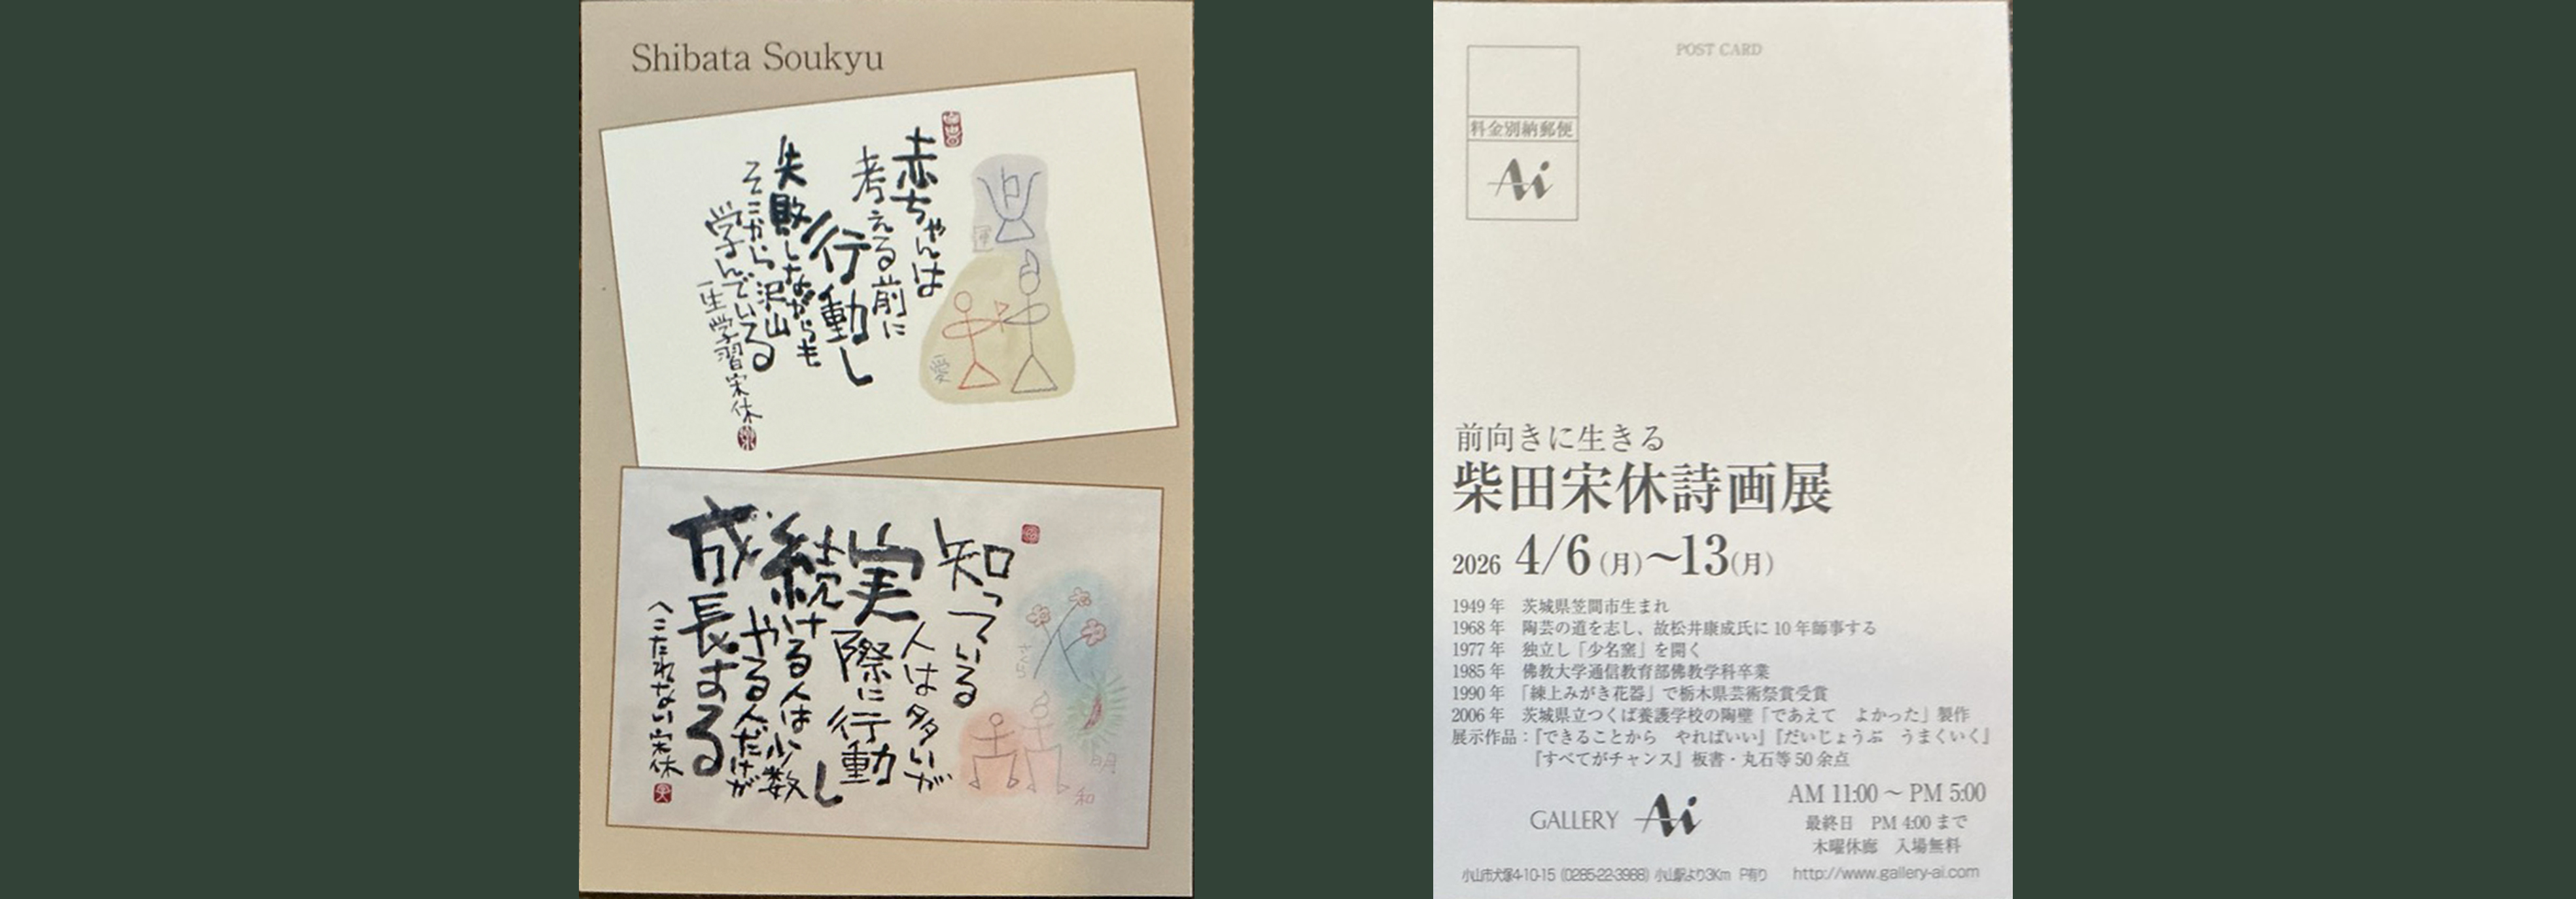 Shibata Soukyu
赤ちゃんは
考える前に
行動し
失敗しながらも
そこから沢山
学んでいる
一生学習 宋休
運
愛
知っている
人は多いが
実際に行動し
続ける人は少数
やる人だけが
成長する
へこたれない 宋休
さくら
明
和
POST CARD
料金別納郵便
Ai
前向きに生きる
柴田宋休詩画展
2026 4/6(月)~13(月)
1949年 茨城県笠間市生まれ
1968年 陶芸の道を志し、故松井康成氏に10年師事する
1977年 独立し「少名窯」を開く
1985年 佛教大学通信教育部佛教学科卒業
1990年 「練上みがき花器」で栃木県芸術祭賞受賞
2006年 茨城県立つくば養護学校の陶壁「であえて よかった」製作
展示作品:『できることから やればいい』『だいじょうぶ うまくいく』
『すべてがチャンス』板書・丸石等50余点
GALLERY Ai
AM 11:00 ~ PM 5:00
最終日 PM 4:00 まで
木曜休廊 入場無料
小山市犬塚4-10-15 (0285-22-3988) 小山駅より3Km P有り
http://www.gallery-ai.com